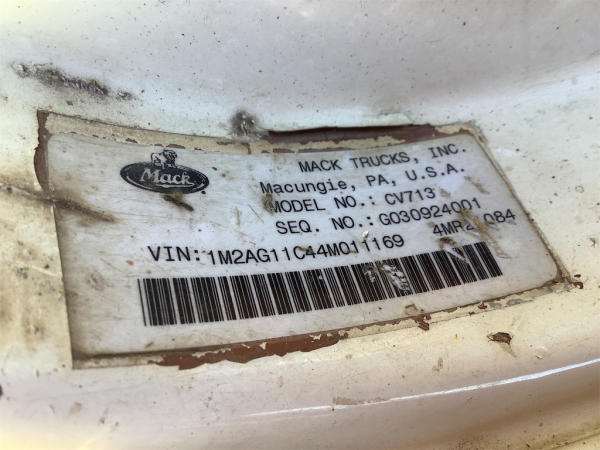 Mack
MACK TRUCKS, INC.
Macungie, PA, U.S.A.
MODEL NO.: CV713
SEQ. NO.: G030924001
VIN: 1M2AG11C44M011169